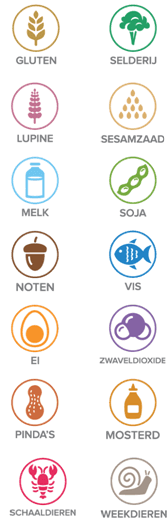 GLUTEN
SELDERIJ
LUPINE
SESAMZAAD
MELK
SOJA
NOTEN
VIS
EI
ZWAVELDIOXIDE
PINDA'S
MOSTERD
SCHAALDIEREN
WEEKDIEREN